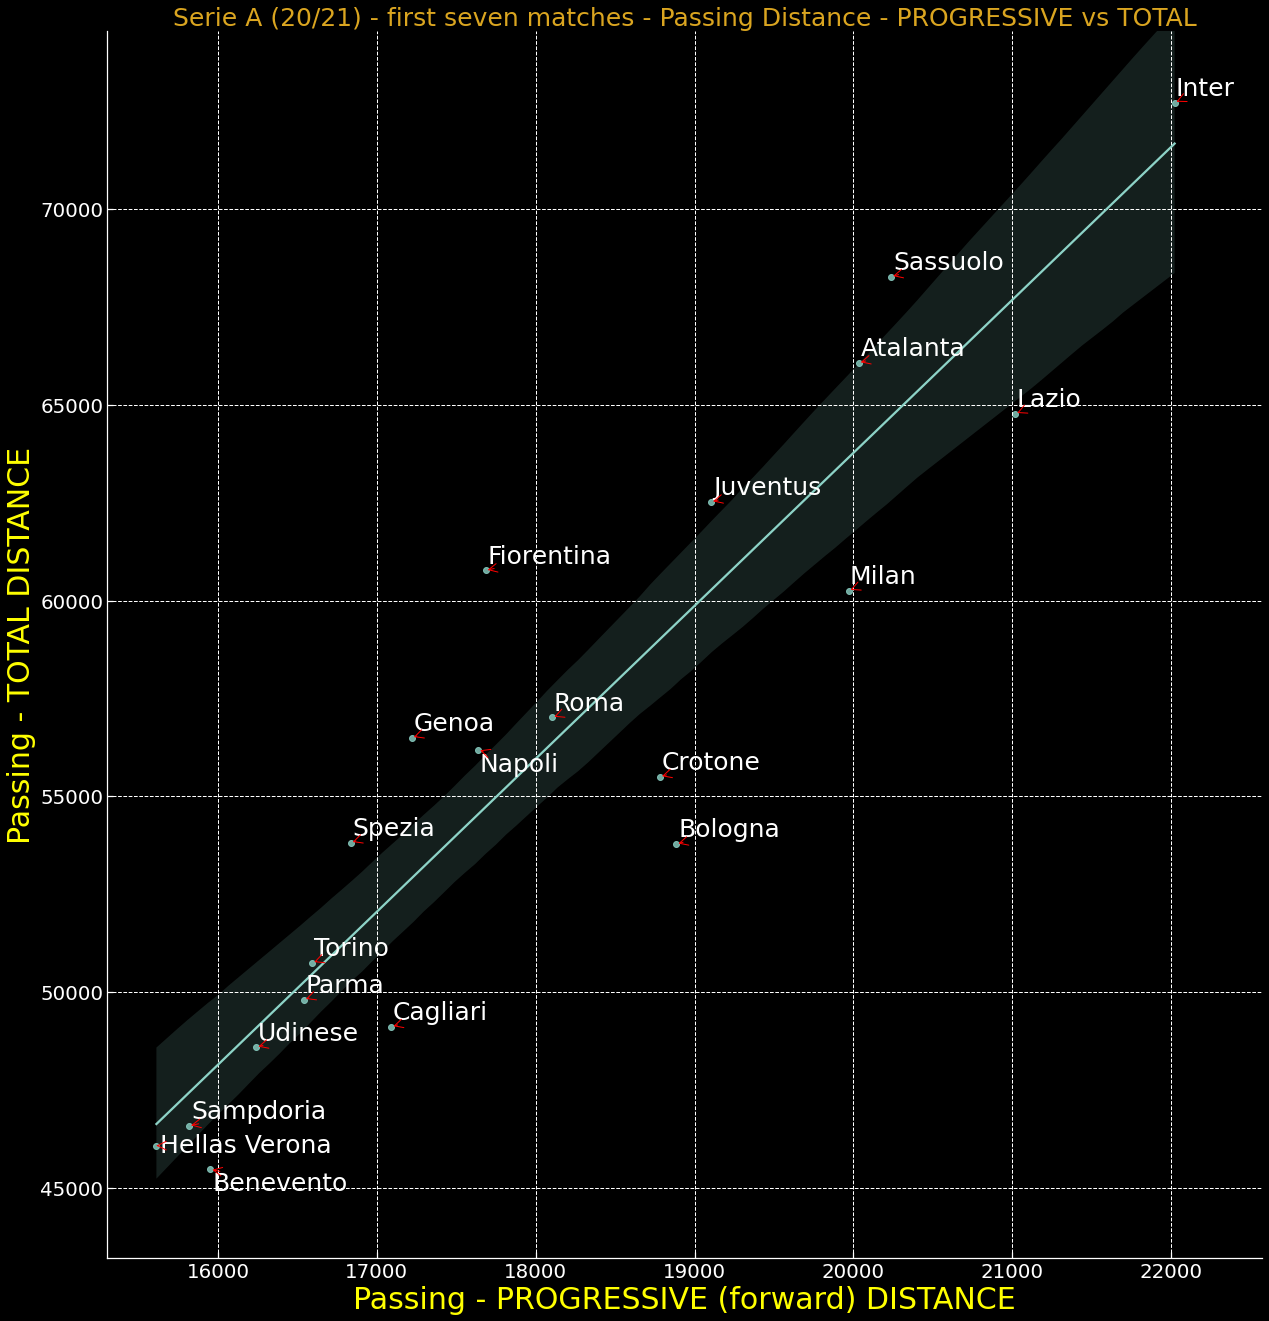 Serie A (20/21) - first seven matches - Passing Distance - PROGRESSIVE vs TOTAL
Inter
70000
Sassuolo
Atalanta
65000
Lazio
Juventus
Fiorentina
Milan
60000
Roma
Genoa
Napoli
Crotone
55000
Spezia
Bologna
Torino
Parma
50000
Cagliari
Udinese
Sampdoria
Hellas Verona
Benevento
45000
Passing - TOTAL DISTANCE
16000 17000 18000 19000 20000 21000 22000
Passing - PROGRESSIVE (forward) DISTANCE